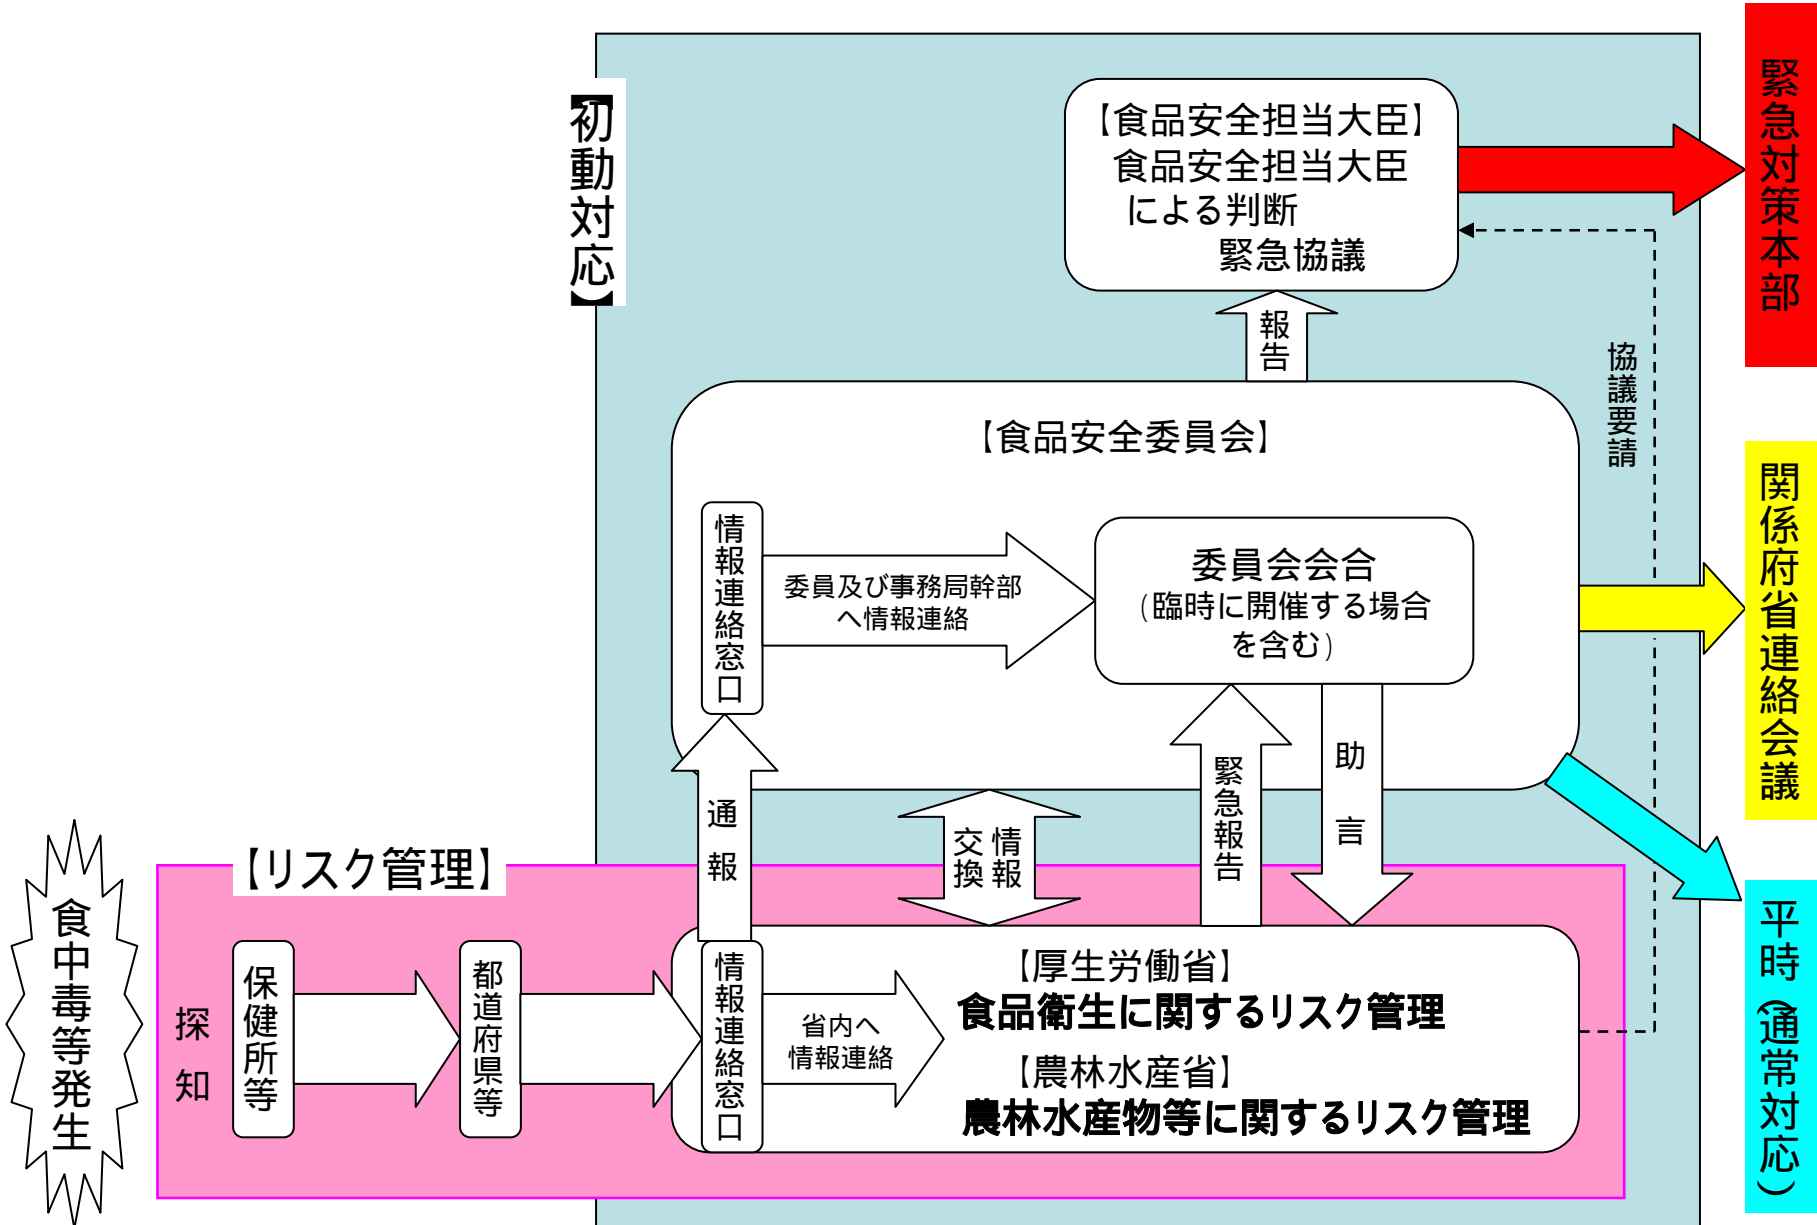 【初動対応】
【食品安全担当大臣】
食品安全担当大臣
による判断
緊急協議
緊急対策本部
報告
協議要請
【食品安全委員会】
情報連絡窓口
委員及び事務局幹部
へ情報連絡
委員会会合
(臨時に開催する場合
を含む)
関係府省連絡会議
通報
情報
交換
緊急報告
助言
【リスク管理】
食中毒等発生
探知
保健所等
都道府県等
情報連絡窓口
省内へ
情報連絡
【厚生労働省】
食品衛生に関するリスク管理
【農林水産省】
農林水産物等に関するリスク管理
平時(通常対応)